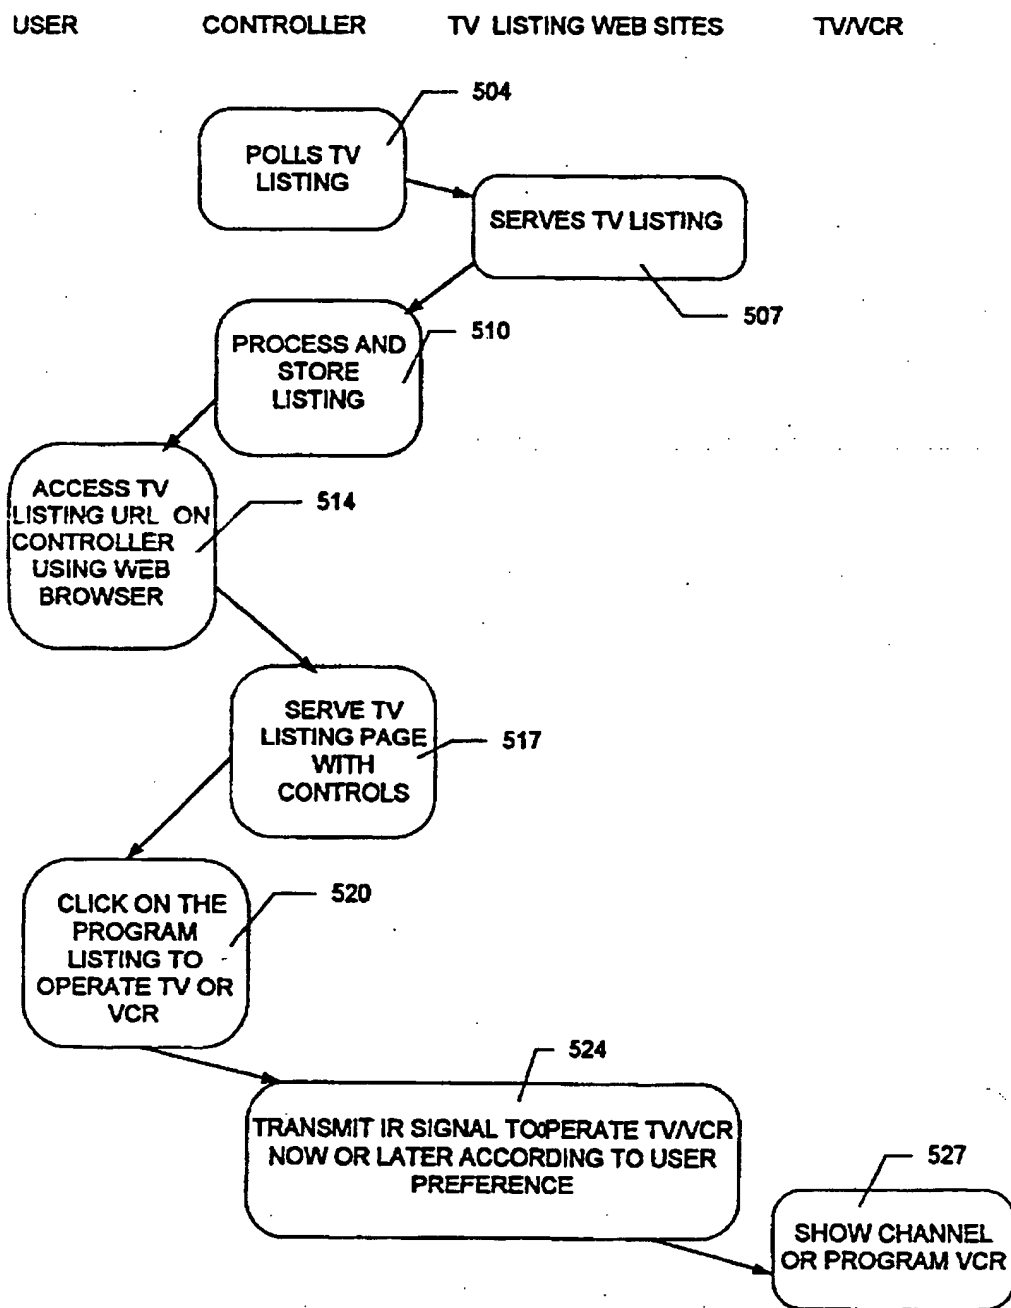 USER CONTROLLER TV LISTING WEB SITES TV/VCR
504
POLLS TV
LISTING
SERVES TV LISTING
507
510
PROCESS AND
STORE
LISTING
ACCESS TV
LISTING URL ON
CONTROLLER
USING WEB
BROWSER
514
SERVE TV
LISTING PAGE
WITH
CONTROLS
517
520
CLICK ON THE
PROGRAM
LISTING TO
OPERATE TV OR
VCR
524
TRANSMIT IR SIGNAL TO OPERATE TV/VCR
NOW OR LATER ACCORDING TO USER
PREFERENCE
527
SHOW CHANNEL
OR PROGRAM VCR